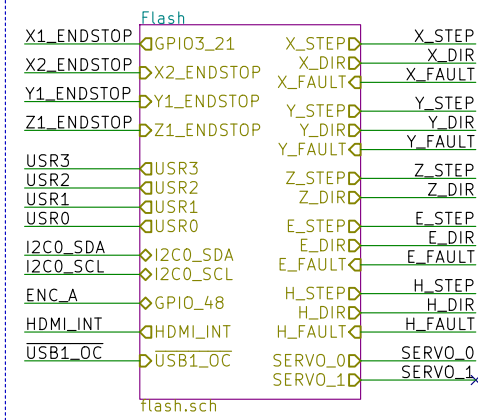 Flash
X1_ENDSTOP GPIO3_21 X_STEP X_STEP
X_DIR X_DIR
X2_ENDSTOP X2_ENDSTOP X_FAULT X_FAULT
Y1_ENDSTOP Y1_ENDSTOP Y_STEP Y_STEP
Z1_ENDSTOP Z1_ENDSTOP Y_DIR Y_DIR
Y_FAULT Y_FAULT
USR3 USR3 Z_STEP Z_STEP
USR2 USR2 Z_DIR Z_DIR
USR1 USR1
USR0 USR0 E_STEP E_STEP
E_DIR E_DIR
I2C0_SDA I2C0_SDA E_FAULT E_FAULT
I2C0_SCL I2C0_SCL
ENC_A GPIO_48 H_STEP H_STEP
H_DIR H_DIR
HDMI_INT HDMI_INT H_FAULT H_FAULT
USB1_OC USB1_OC SERVO_0 SERVO_0
SERVO_1 SERVO_1
flash.sch